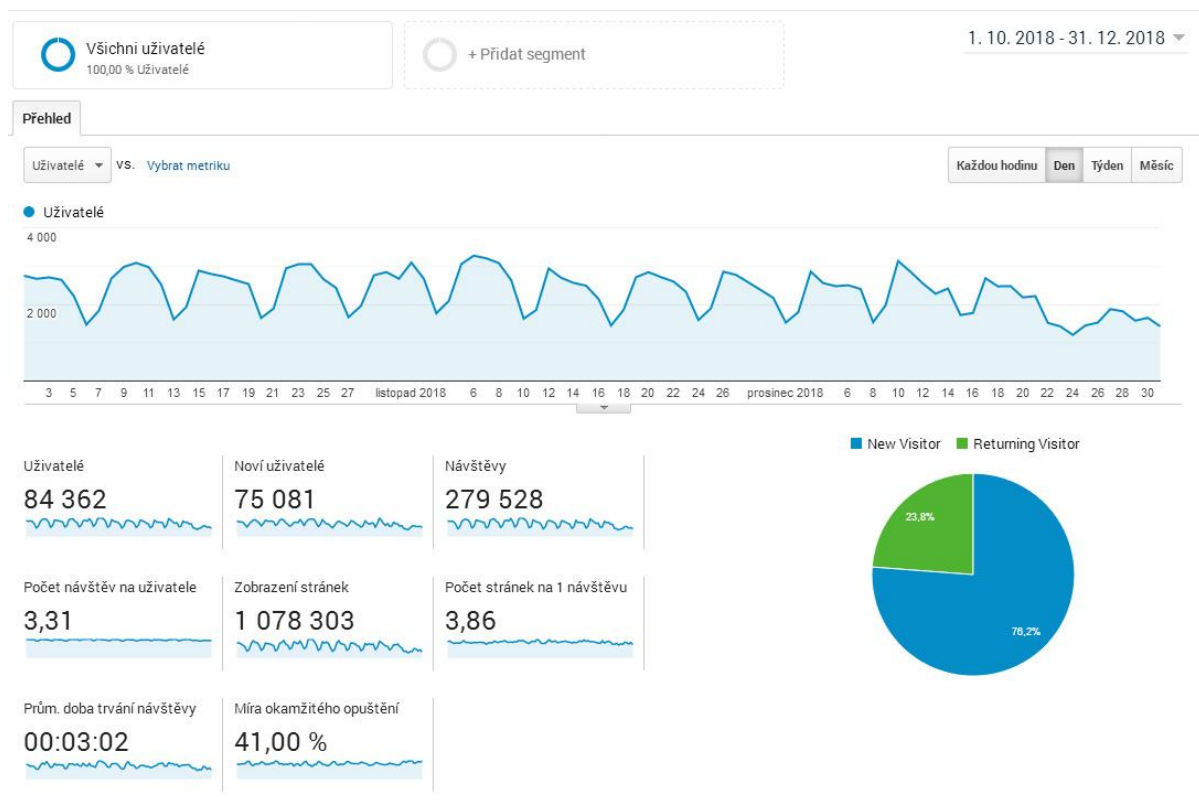 Všichni uživatelé
100,00 % Uživatelé
+ Přidat segment
1. 10. 2018 - 31. 12. 2018
Přehled
Uživatelé VS. Vybrat metriku
Každou hodinu Den Týden Měsíc
Uživatelé
4 000
2 000
3 5 7 9 11 13 15 17 19 21 23 25 27 listopad 2018 6 8 10 12 14 16 18 20 22 24 26 prosinec 2018 6 8 10 12 14 16 18 20 22 24 26 28 30
New Visitor Returning Visitor
Uživatelé
84 362
Noví uživatelé
75 081
Návštěvy
279 528
Počet návštěv na uživatele
3,31
Zobrazení stránek
1 078 303
Počet stránek na 1 návštěvu
3,86
Prům. doba trvání návštěvy
00:03:02
Míra okamžitého opuštění
41,00 %
23,8%
76,2%